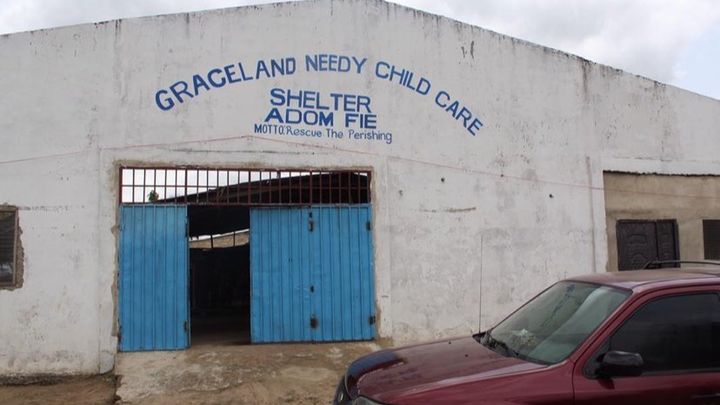 GRACELAND NEEDY CHILD CARE
SHELTER
ADOM FIE
MOTTO: Rescue The Perishing